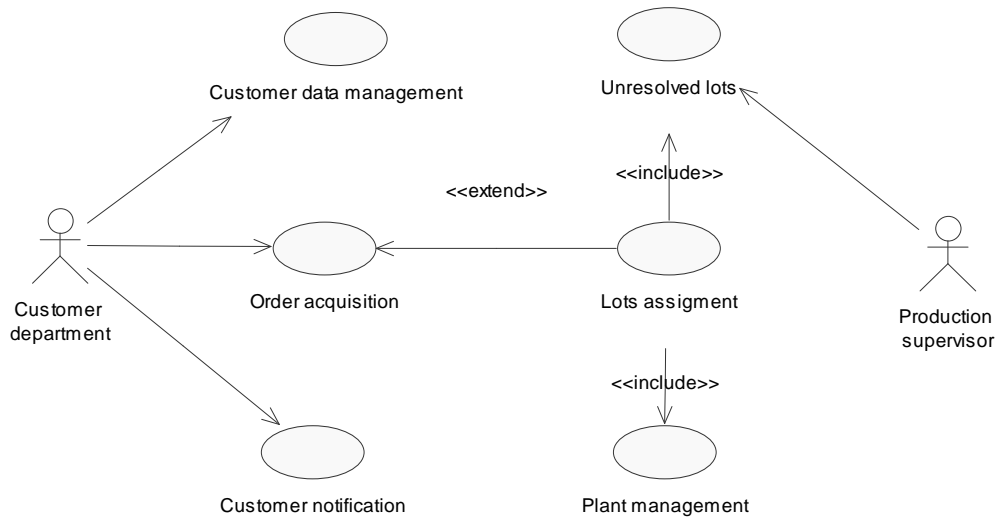 Customer data management
Unresolved lots
<<extend>>
<<include>>
Customer
department
Order acquisition
Lots assigment
Production
supervisor
<<include>>
Customer notification
Plant management